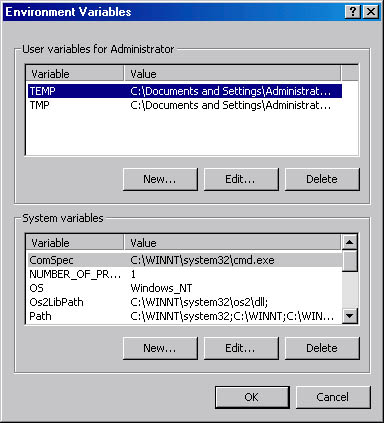 Environment Variables
User variables for Administrator
Variable Value
TEMP C:\Documents and Settings\Administrat...
TMP C:\Documents and Settings\Administrat...
New... Edit... Delete
System variables
Variable Value
ComSpec C:\WINNT\system32\cmd.exe
NUMBER_OF_PR... 1
OS Windows_NT
Os2LibPath C:\WINNT\system32\os2\dll;
Path C:\WINNT\system32;C:\WINNT;C:\WIN...
New... Edit... Delete
OK Cancel